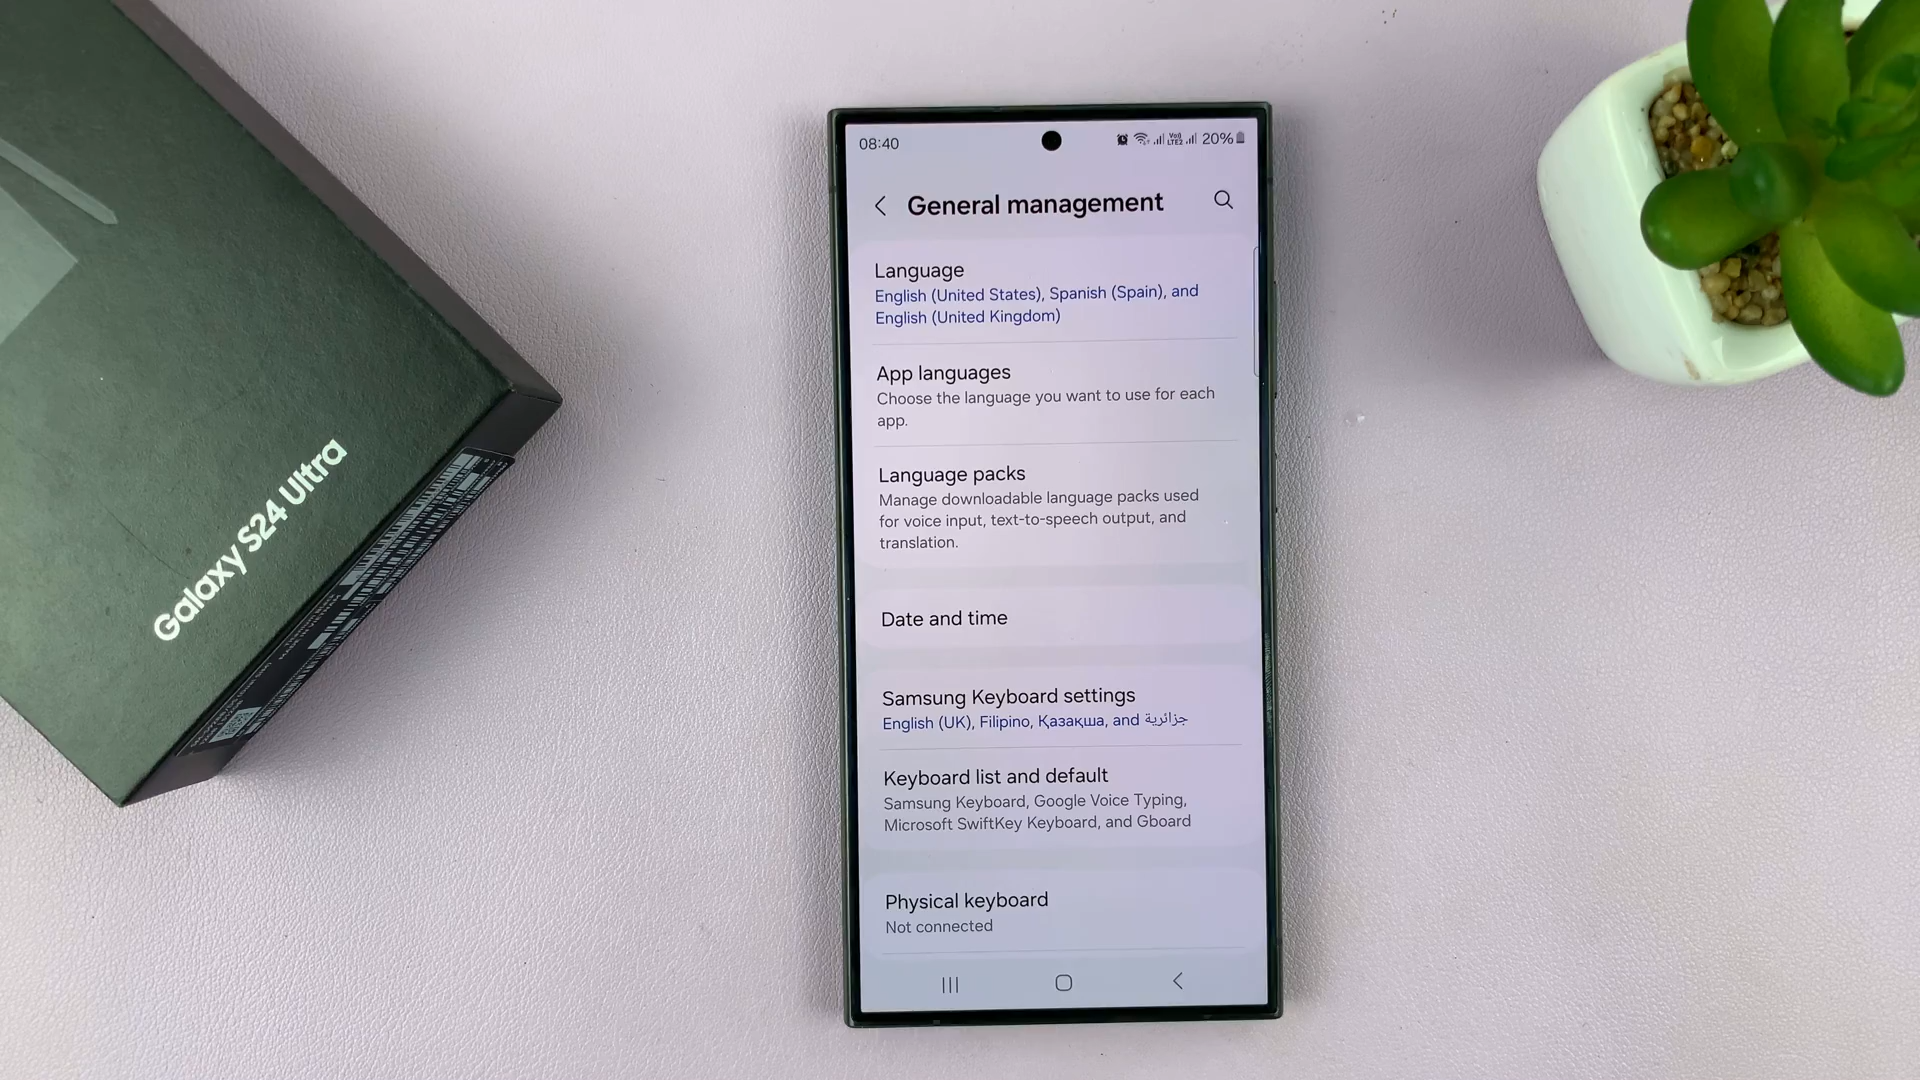 Galaxy S24 Ultra
08:40
20%
General management
Language
English (United States), Spanish (Spain), and
English (United Kingdom)
App languages
Choose the language you want to use for each
app.
Language packs
Manage downloadable language packs used
for voice input, text-to-speech output, and
translation.
Date and time
Samsung Keyboard settings
English (UK), Filipino, Қазақша, and جزائرية
Keyboard list and default
Samsung Keyboard, Google Voice Typing,
Microsoft SwiftKey Keyboard, and Gboard
Physical keyboard
Not connected